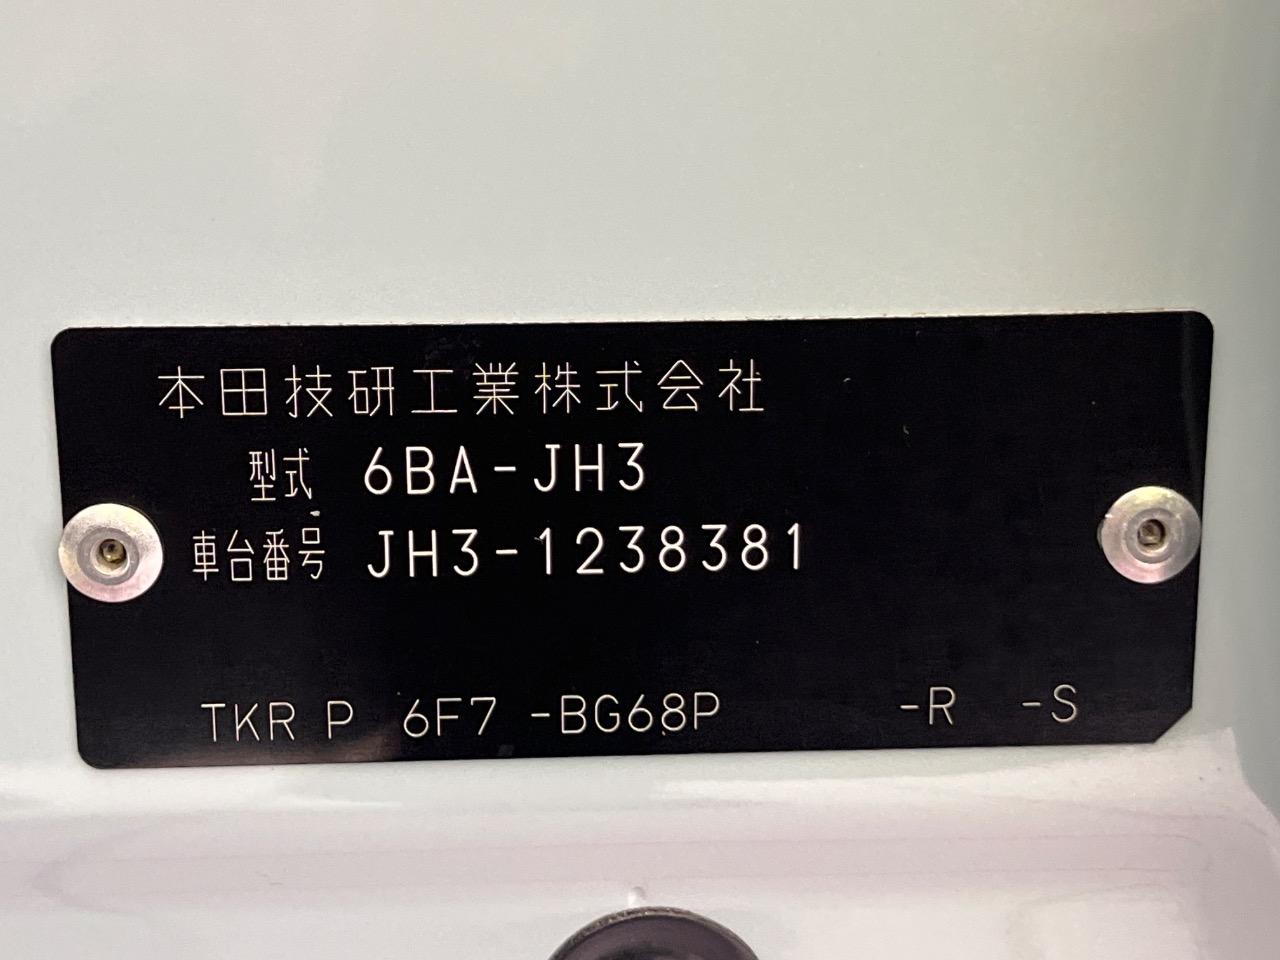 本田技研工業株式会社
型式 6BA-JH3
車台番号 JH3-1238381
TKR P 6F7 -BG68P -R -S